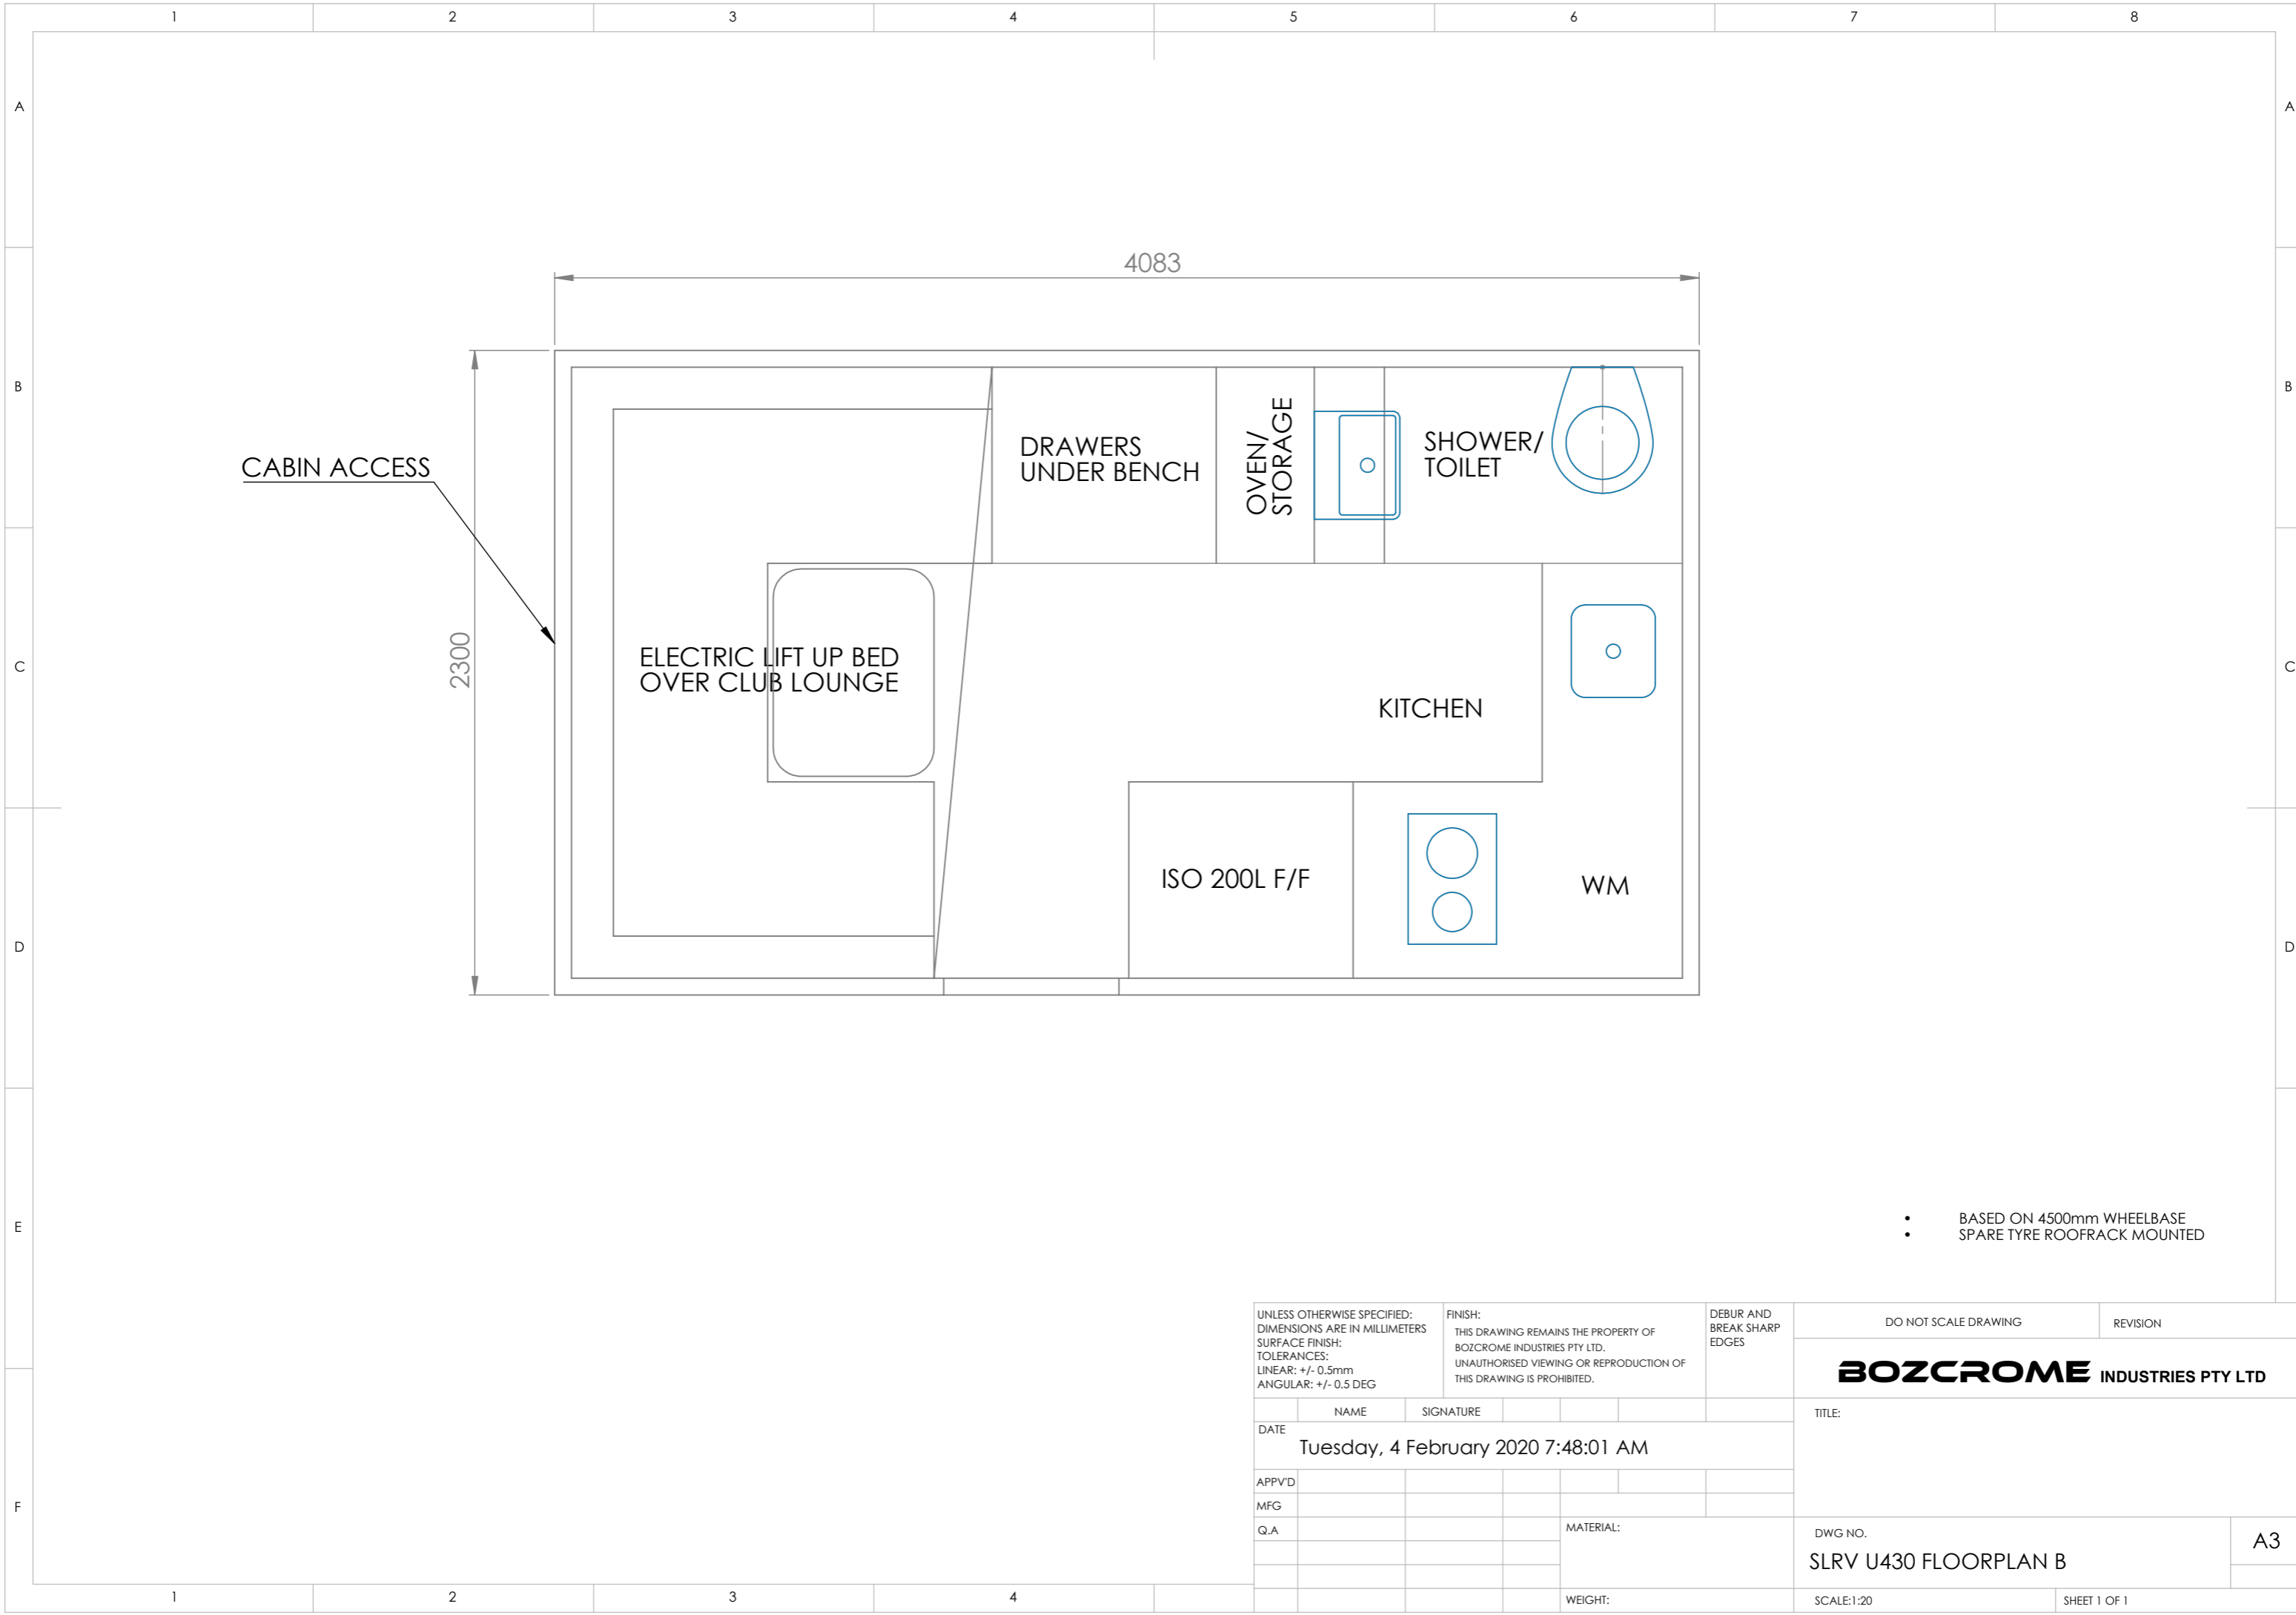 1 2 3 4 5 6 7 8
A A
4083
B B
CABIN ACCESS
DRAWERS
UNDER BENCH
OVEN/
STORAGE
SHOWER/
TOILET
2300
C C
ELECTRIC LIFT UP BED
OVER CLUB LOUNGE
KITCHEN
ISO 200L F/F
WM
D D
E
• BASED ON 4500mm WHEELBASE
• SPARE TYRE ROOFRACK MOUNTED
UNLESS OTHERWISE SPECIFIED:
DIMENSIONS ARE IN MILLIMETERS
SURFACE FINISH:
TOLERANCES:
LINEAR: +/- 0.5mm
ANGULAR: +/- 0.5 DEG
FINISH:
THIS DRAWING REMAINS THE PROPERTY OF
BOZCROME INDUSTRIES PTY LTD.
UNAUTHORISED VIEWING OR REPRODUCTION OF
THIS DRAWING IS PROHIBITED.
DEBUR AND
BREAK SHARP
EDGES
DO NOT SCALE DRAWING
REVISION
BOZCROME INDUSTRIES PTY LTD
NAME SIGNATURE
DATE
Tuesday, 4 February 2020 7:48:01 AM
TITLE:
APPV'D
MFG
Q.A
MATERIAL:
DWG NO.
SLRV U430 FLOORPLAN B
A3
WEIGHT:
SCALE:1:20
SHEET 1 OF 1
F
1 2 3 4